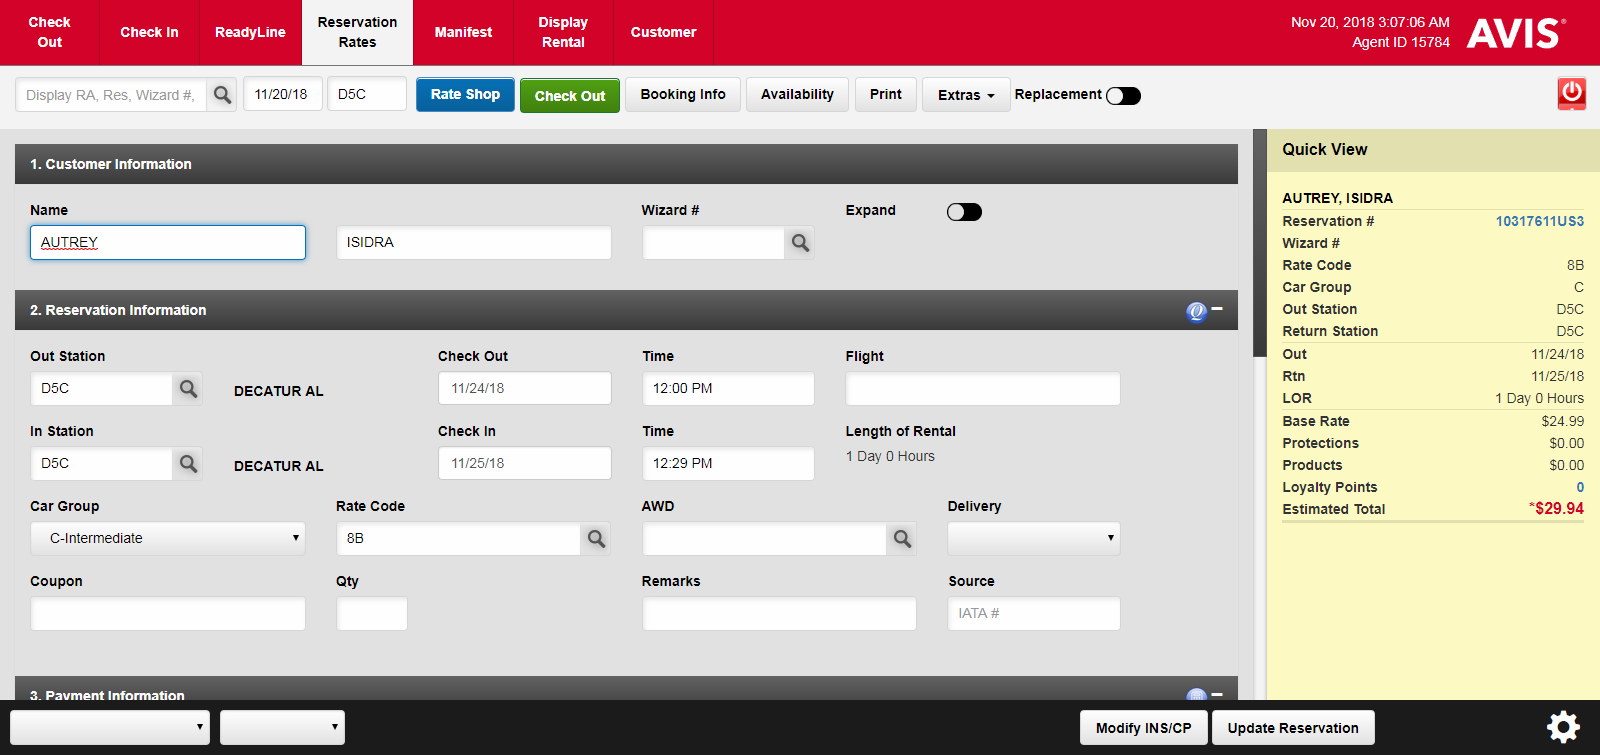 Check Out
Check In
ReadyLine
Reservation Rates
Manifest
Display Rental
Customer
Nov 20, 2018 3:07:06 AM
Agent ID 15784
AVIS®
Display RA, Res, Wizard #,
11/20/18
D5C
Rate Shop
Check Out
Booking Info
Availability
Print
Extras
Replacement
1. Customer Information
Name
Wizard #
Expand
AUTREY
ISIDRA
2. Reservation Information
Q
Out Station
Check Out
Time
Flight
D5C
DECATUR AL
11/24/18
12:00 PM
In Station
Check In
Time
Length of Rental
D5C
DECATUR AL
11/25/18
12:29 PM
1 Day 0 Hours
Car Group
Rate Code
AWD
Delivery
C-Intermediate
8B
Coupon
Qty
Remarks
Source
IATA #
3. Payment Information
Quick View
AUTREY, ISIDRA
Reservation # 10317611US3
Wizard #
Rate Code 8B
Car Group C
Out Station D5C
Return Station D5C
Out 11/24/18
Rtn 11/25/18
LOR 1 Day 0 Hours
Base Rate $24.99
Protections $0.00
Products $0.00
Loyalty Points 0
Estimated Total *$29.94
Modify INS/CP
Update Reservation